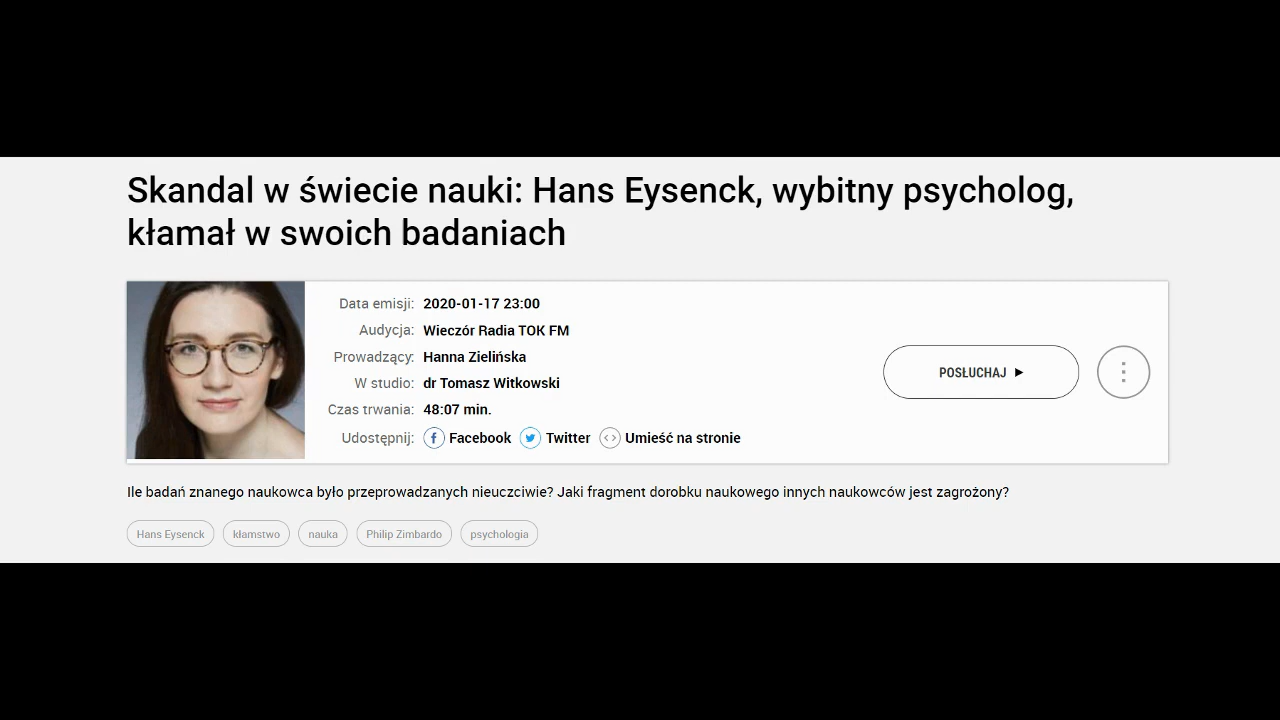 Skandal w świecie nauki: Hans Eysenck, wybitny psycholog,
kłamał w swoich badaniach
Data emisji: 2020-01-17 23:00
Audycja: Wieczór Radia TOK FM
Prowadzący: Hanna Zielińska
W studio: dr Tomasz Witkowski
Czas trwania: 48:07 min.
Udostępnij: Facebook Twitter Umieść na stronie
POSŁUCHAJ
Ile badań znanego naukowca było przeprowadzanych nieuczciwie? Jaki fragment dorobku naukowego innych naukowców jest zagrożony?
Hans Eysenck kłamstwo nauka Philip Zimbardo psychologia